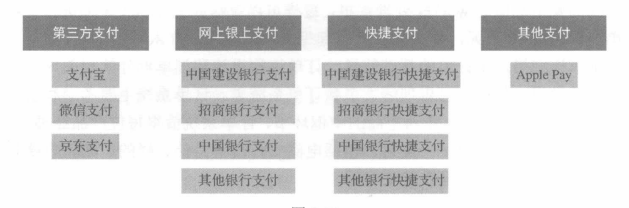 第三方支付
支付宝
微信支付
京东支付
网上银上支付
中国建设银行支付
招商银行支付
中国银行支付
其他银行支付
快捷支付
中国建设银行快捷支付
招商银行快捷支付
中国银行快捷支付
其他银行快捷支付
其他支付
Apple Pay